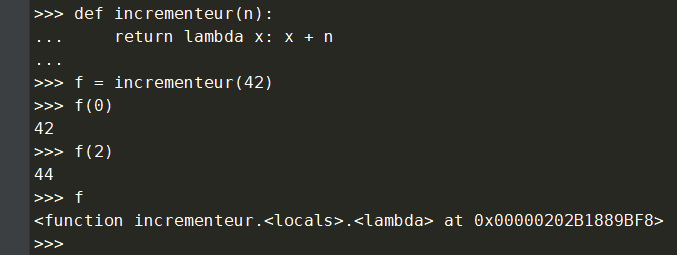 >>> def incrementeur(n):
...     return lambda x: x + n
...
>>> f = incrementeur(42)
>>> f(0)
42
>>> f(2)
44
>>> f
<function incrementeur.<locals>.<lambda> at 0x00000202B1889BF8>
>>>